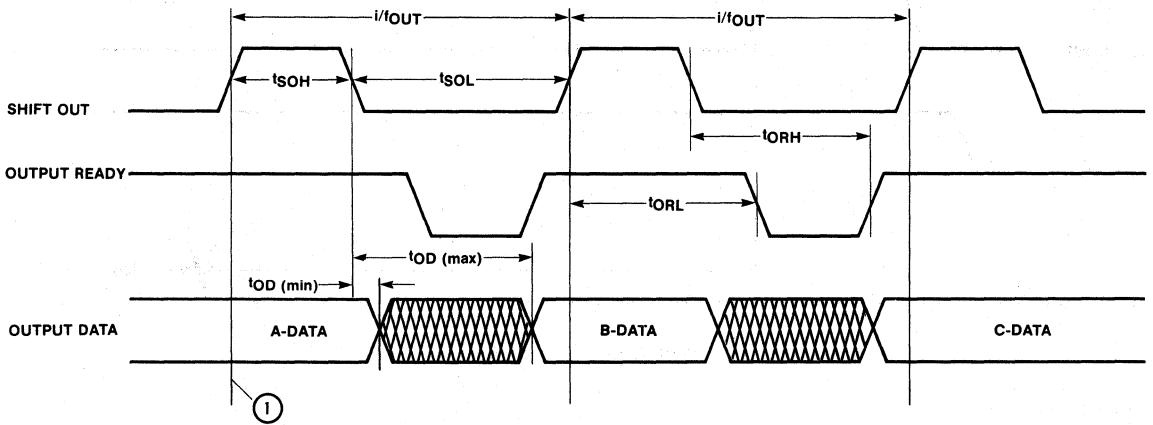 i/fOUT i/fOUT
tSOH tSOL
SHIFT OUT
tORH
OUTPUT READY
tORL
tOD (max)
tOD (min)
OUTPUT DATA A-DATA B-DATA C-DATA
1